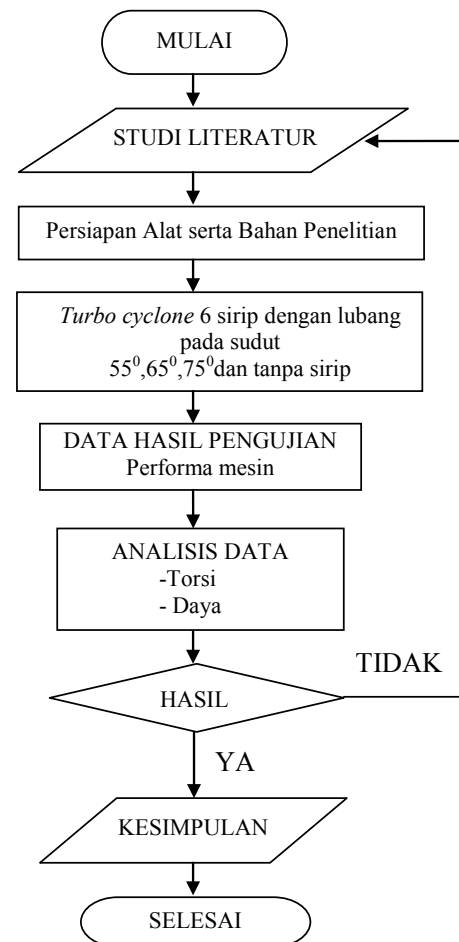 MULAI
STUDI LITERATUR
Persiapan Alat serta Bahan Penelitian
Turbo cyclone 6 sirip dengan lubang
pada sudut
55⁰,65⁰,75⁰dan tanpa sirip
DATA HASIL PENGUJIAN
Performa mesin
ANALISIS DATA
-Torsi
- Daya
TIDAK
HASIL
YA
KESIMPULAN
SELESAI